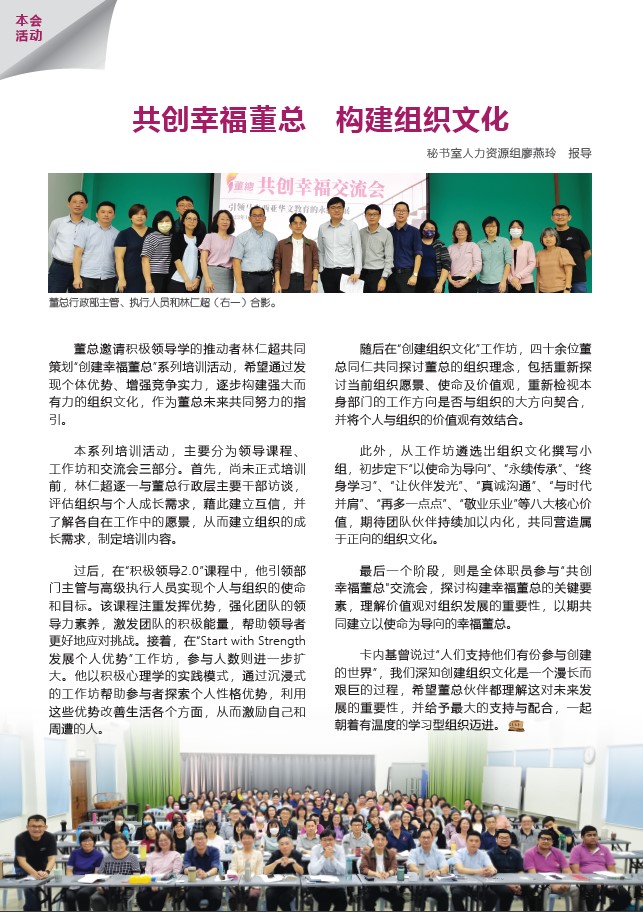 本会
活动
共创幸福董总　构建组织文化
秘书室人力资源组廖燕玲　报导
董总
共创幸福交流会
董总行政部主管、执行人员和林仁超（右一）合影。
董总邀请积极领导学的推动者林仁超共同
策划“创建幸福董总”系列培训活动，希望通过发
现个体优势、增强竞争实力，逐步构建强大而
有力的组织文化，作为董总未来共同努力的指
引。
本系列培训活动，主要分为领导课程、
工作坊和交流会三部分。首先，尚未正式培训
前，林仁超逐一与董总行政层主要干部访谈，
评估组织与个人成长需求，藉此建立互信，并
了解各自在工作中的愿景，从而建立组织的成
长需求，制定培训内容。
过后，在“积极领导2.0”课程中，他引领部
门主管与高级执行人员实现个人与组织的使命
和目标。该课程注重发挥优势，强化团队的领
导力素养，激发团队的积极能量，帮助领导者
更好地应对挑战。接着，在“Start with Strength
发展个人优势”工作坊，参与人数则进一步扩
大。他以积极心理学的实践模式，通过沉浸式
的工作坊帮助参与者探索个人性格优势，利用
这些优势改善生活各个方面，从而激励自己和
周遭的人。
随后在“创建组织文化”工作坊，四十余位董
总同仁共同探讨董总的组织理念，包括重新探
讨当前组织愿景、使命及价值观，重新检视本
身部门的工作方向是否与组织的大方向契合，
并将个人与组织的价值观有效结合。
此外，从工作坊遴选出组织文化撰写小
组，初步定下“以使命为导向”、“永续传承”、“终
身学习”、“让伙伴发光”、“真诚沟通”、“与时代
并肩”、“再多一点点”、“敬业乐业”等八大核心价
值，期待团队伙伴持续加以内化，共同营造属
于正向的组织文化。
最后一个阶段，则是全体职员参与“共创
幸福董总”交流会，探讨构建幸福董总的关键要
素，理解价值观对组织发展的重要性，以期共
同建立以使命为导向的幸福董总。
卡内基曾说过“人们支持他们有份参与创建
的世界”，我们深知创建组织文化是一个漫长而
艰巨的过程，希望董总伙伴都理解这对未来发
展的重要性，并给予最大的支持与配合，一起
朝着有温度的学习型组织迈进。